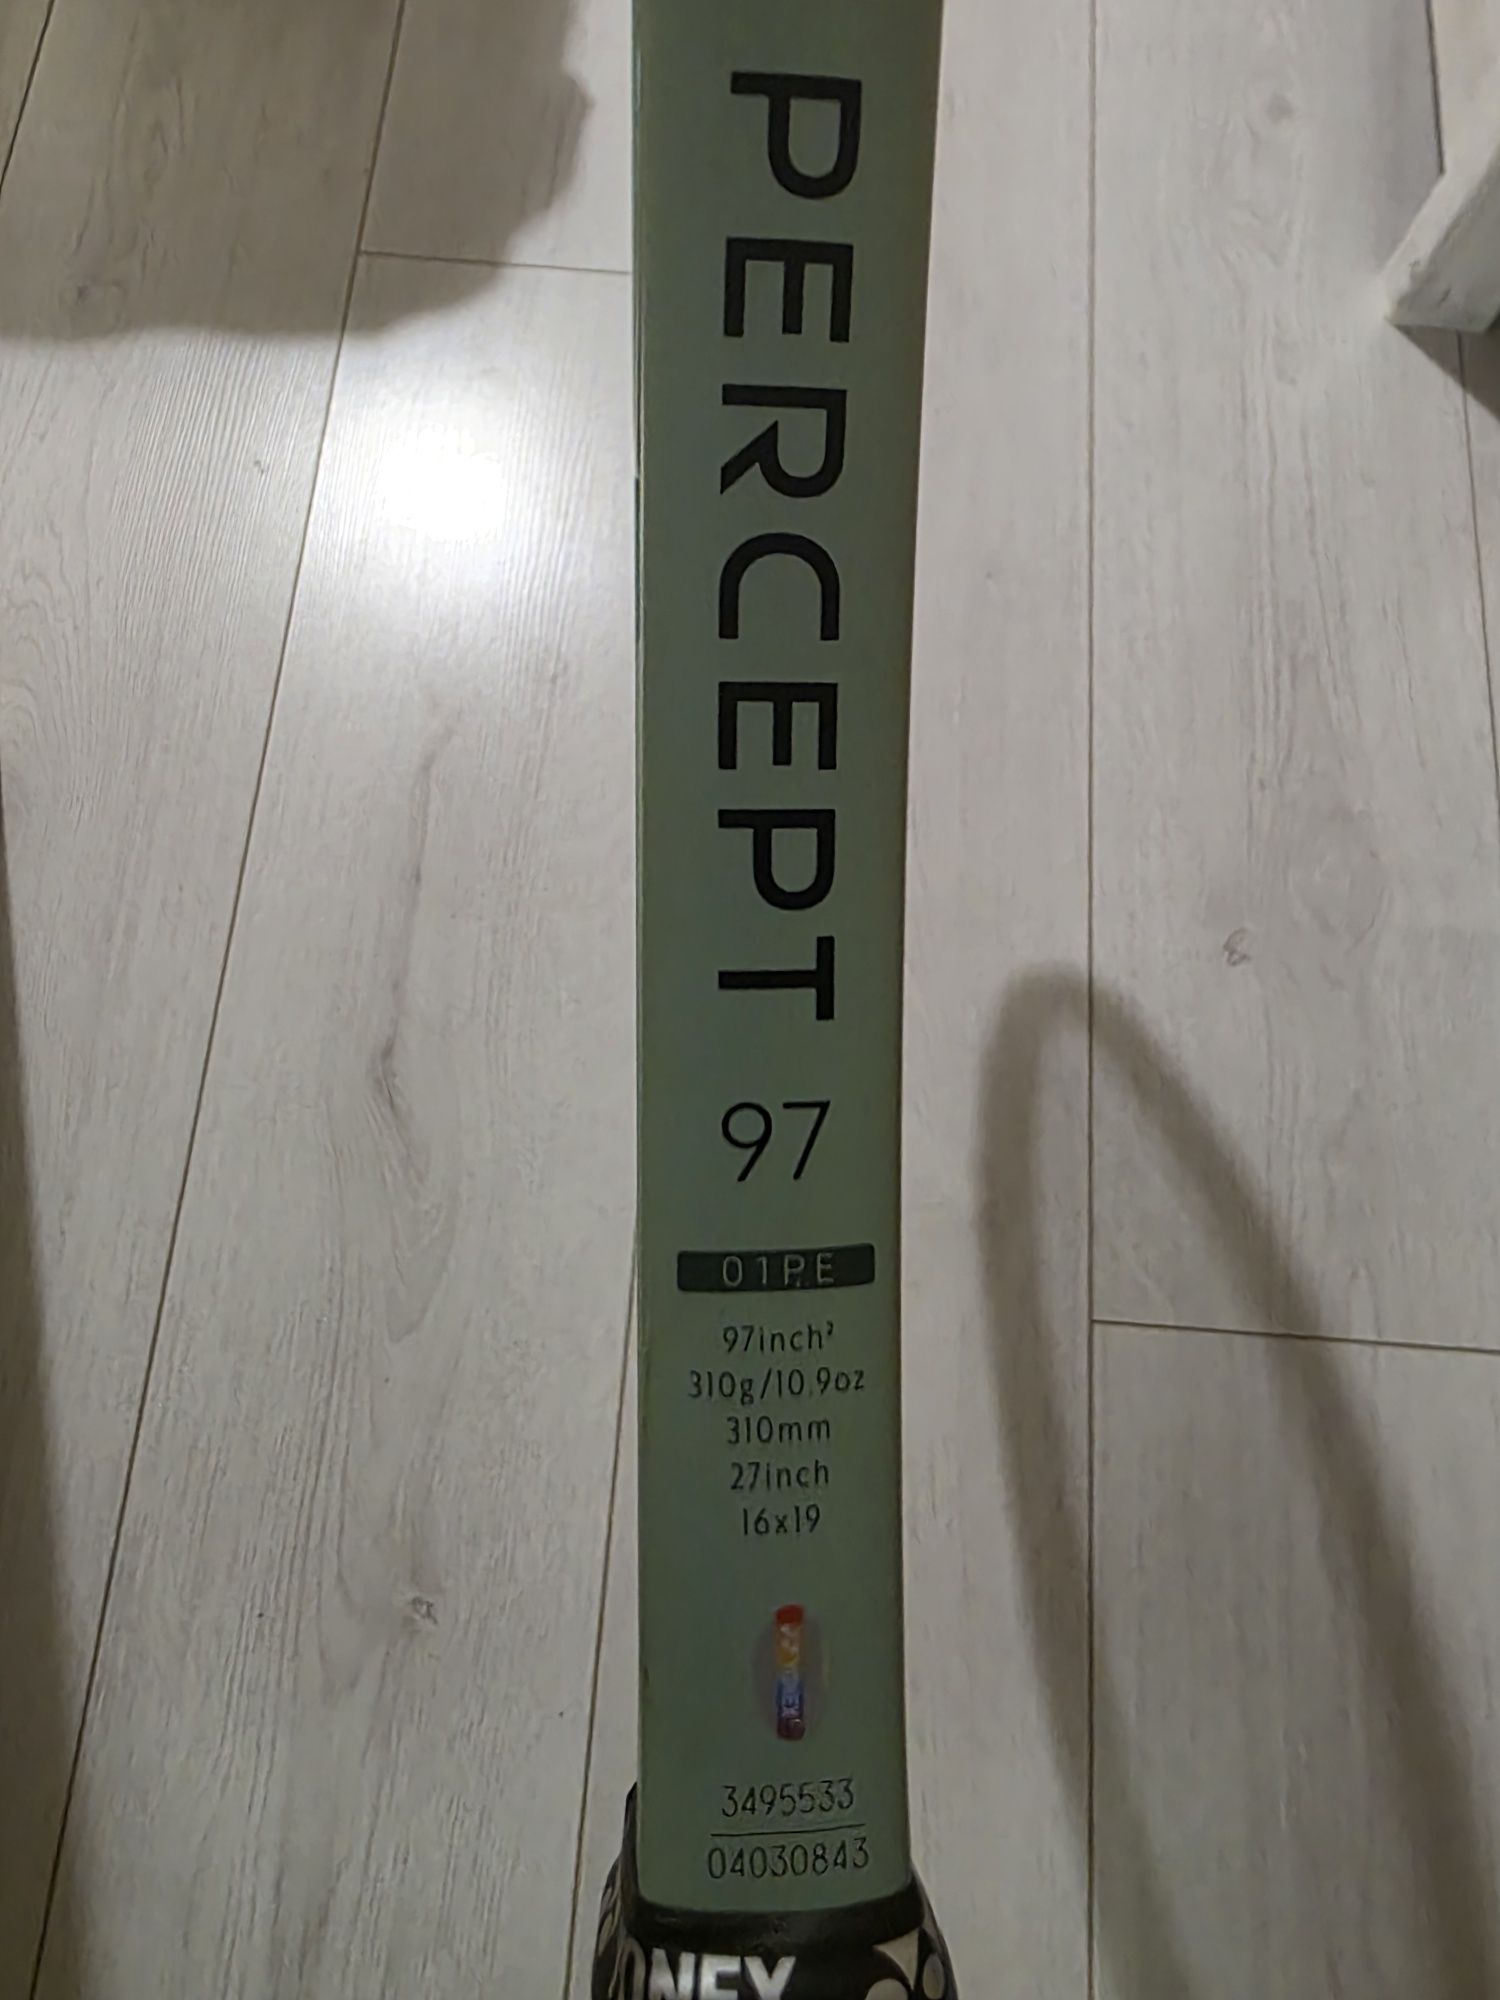 PERCEPT
97
01PE
97inch²
310g/10.9oz
310mm
27inch
16x19
3495533
04030843